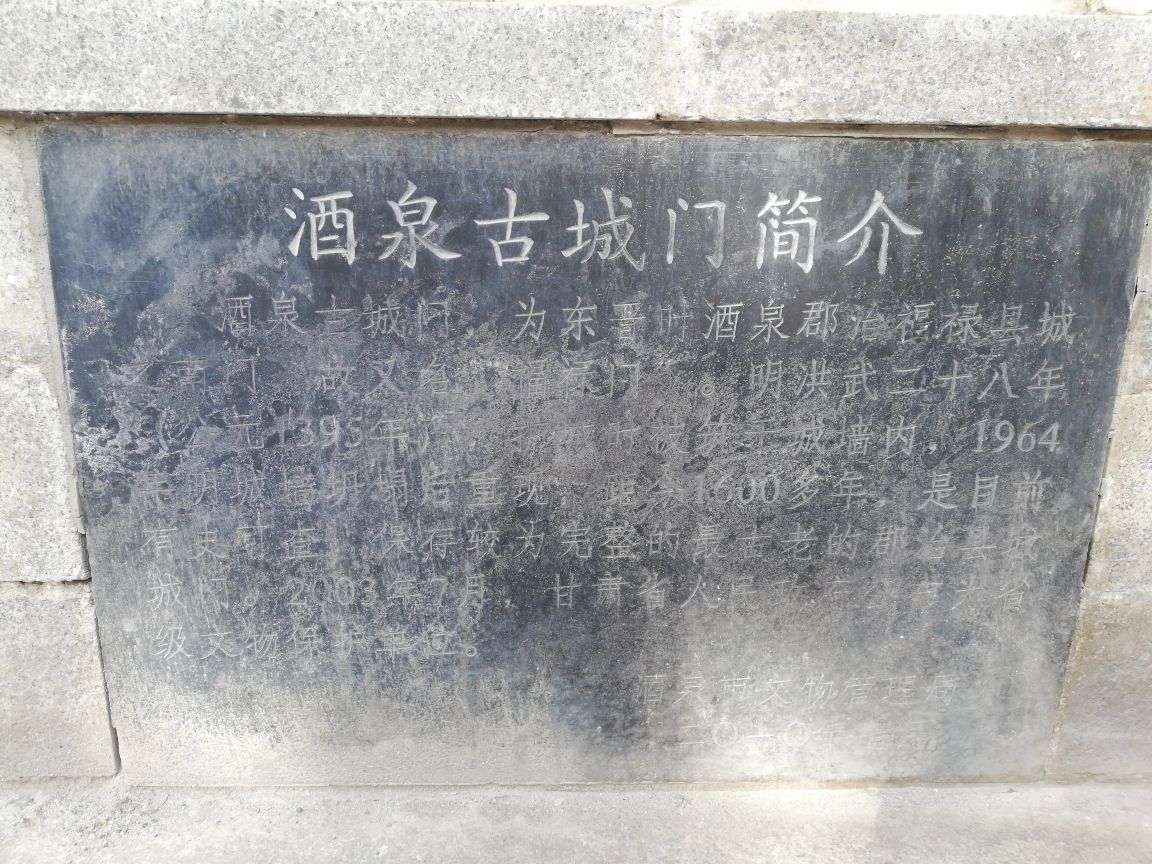 酒泉古城门简介
酒泉古城门 为东晋时酒泉郡治福禄县城
南门 故又名"福禄门"。明洪武二十八年
(公元1395年) 城时被筑于城墙内，1964
年明城墙坍塌后重现 距今1600多年，是目前
有史可查 保存较为完整的最古老的郡治县城
城门。2003年7月 甘肃省人民政 省
级文物保护单位。
酒泉市文物管理局
二〇一〇年